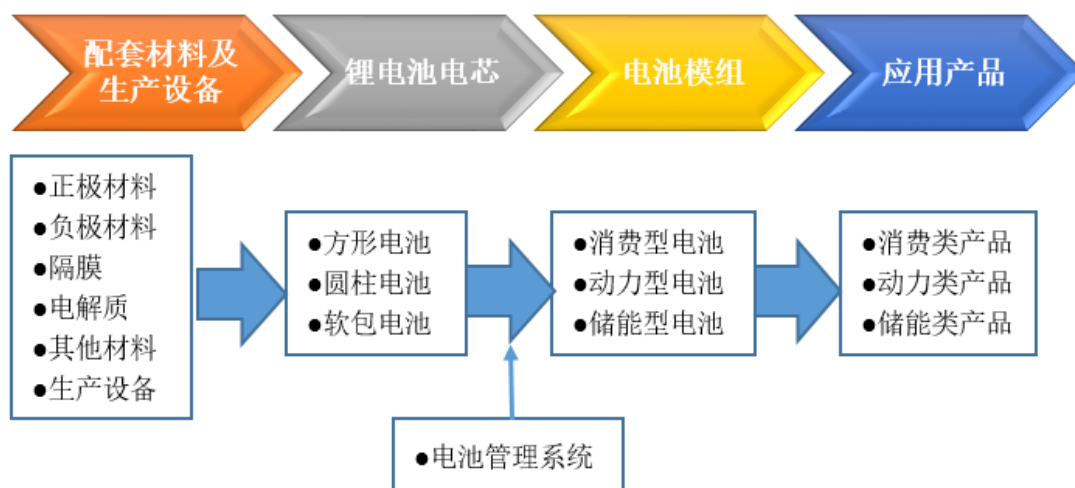 配套材料及
生产设备
锂电池电芯
电池模组
应用产品
●正极材料
●负极材料
●隔膜
●电解质
●其他材料
●生产设备
●方形电池
●圆柱电池
●软包电池
●消费型电池
●动力型电池
●储能型电池
●消费类产品
●动力类产品
●储能类产品
●电池管理系统